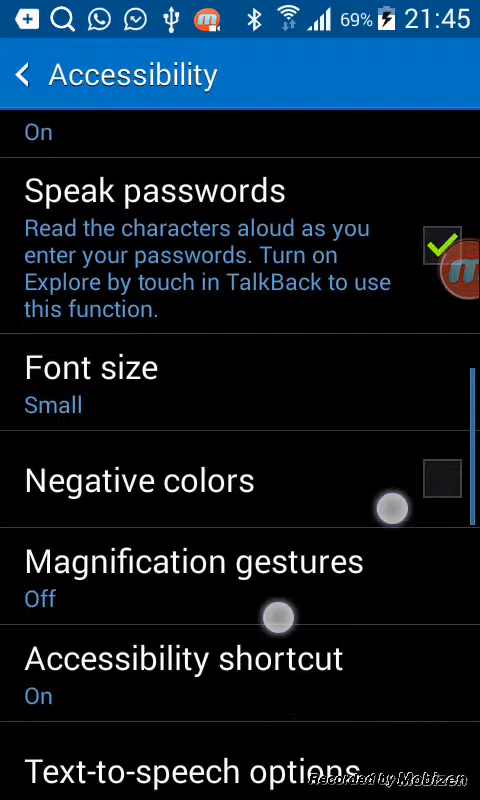 69% 21:45
Accessibility
On
Speak passwords
Read the characters aloud as you
enter your passwords. Turn on
Explore by touch in TalkBack to use
this function.
Font size
Small
Negative colors
Magnification gestures
Off
Accessibility shortcut
On
Text-to-speech options
Recorded by Mobizen